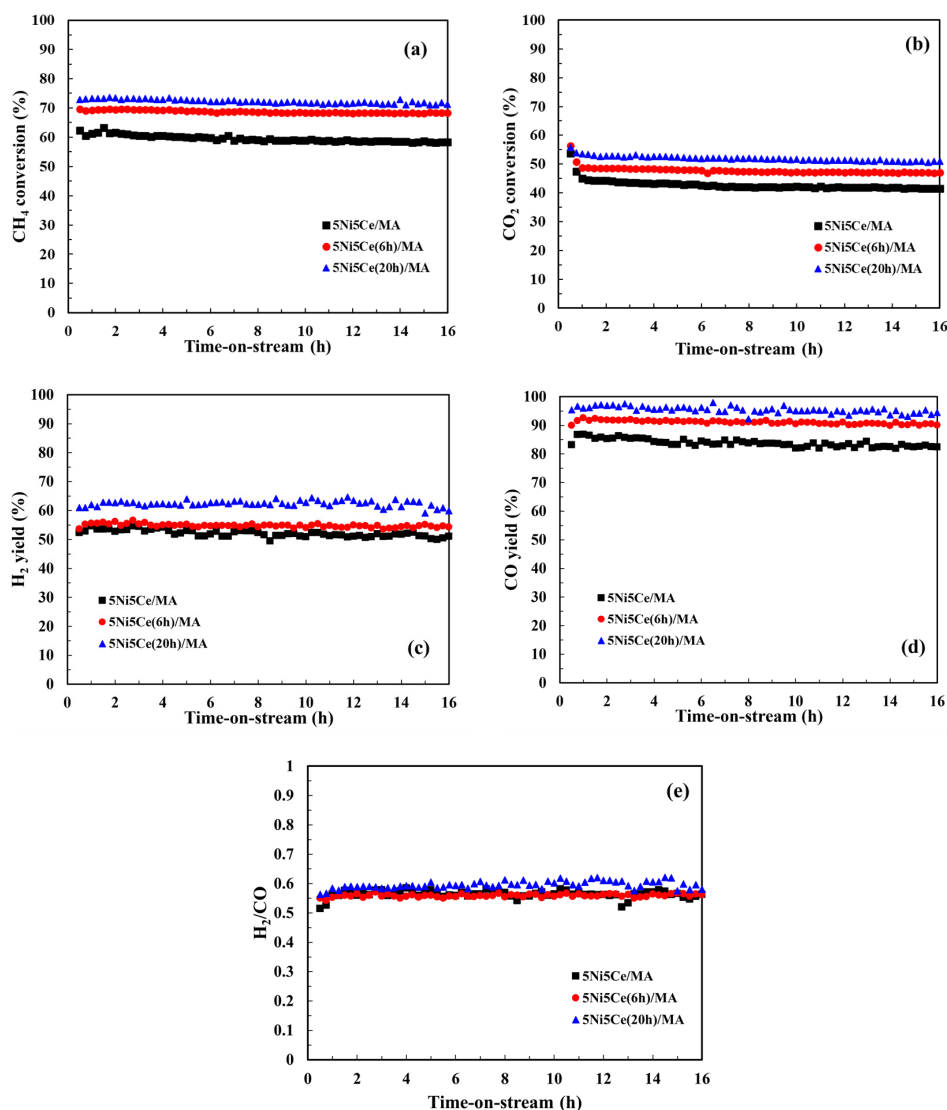 (a)
CH4 conversion (%)
100
90
80
70
60
50
40
30
20
10
0
5Ni5Ce/MA
5Ni5Ce(6h)/MA
5Ni5Ce(20h)/MA
0 2 4 6 8 10 12 14 16
Time-on-stream (h)
(b)
CO2 conversion (%)
100
90
80
70
60
50
40
30
20
10
0
5Ni5Ce/MA
5Ni5Ce(6h)/MA
5Ni5Ce(20h)/MA
0 2 4 6 8 10 12 14 16
Time-on-stream (h)
H2 yield (%)
100
90
80
70
60
50
40
30
20
10
0
5Ni5Ce/MA
5Ni5Ce(6h)/MA
5Ni5Ce(20h)/MA
(c)
0 2 4 6 8 10 12 14 16
Time-on-stream (h)
CO yield (%)
100
90
80
70
60
50
40
30
20
10
0
5Ni5Ce/MA
5Ni5Ce(6h)/MA
5Ni5Ce(20h)/MA
(d)
0 2 4 6 8 10 12 14 16
Time-on-stream (h)
(e)
H2/CO
1
0.9
0.8
0.7
0.6
0.5
0.4
0.3
0.2
0.1
0
5Ni5Ce/MA
5Ni5Ce(6h)/MA
5Ni5Ce(20h)/MA
0 2 4 6 8 10 12 14 16
Time-on-stream (h)